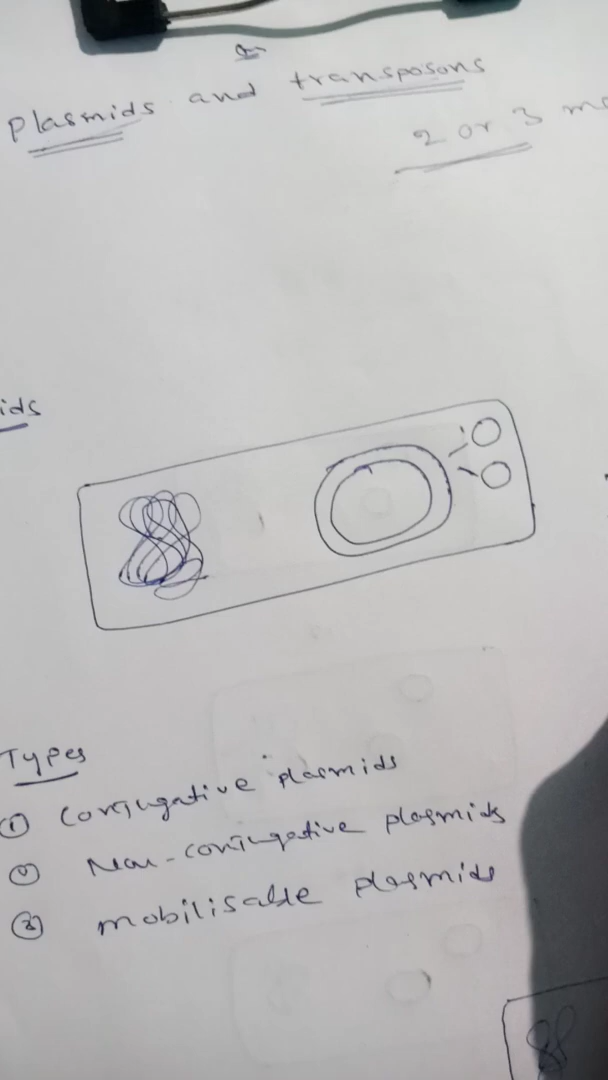 Plasmids and transposons
2 or 3 m
ids
Types
① Conjugative plasmids
② Non-conjugative plasmids
③ mobilisable plasmids